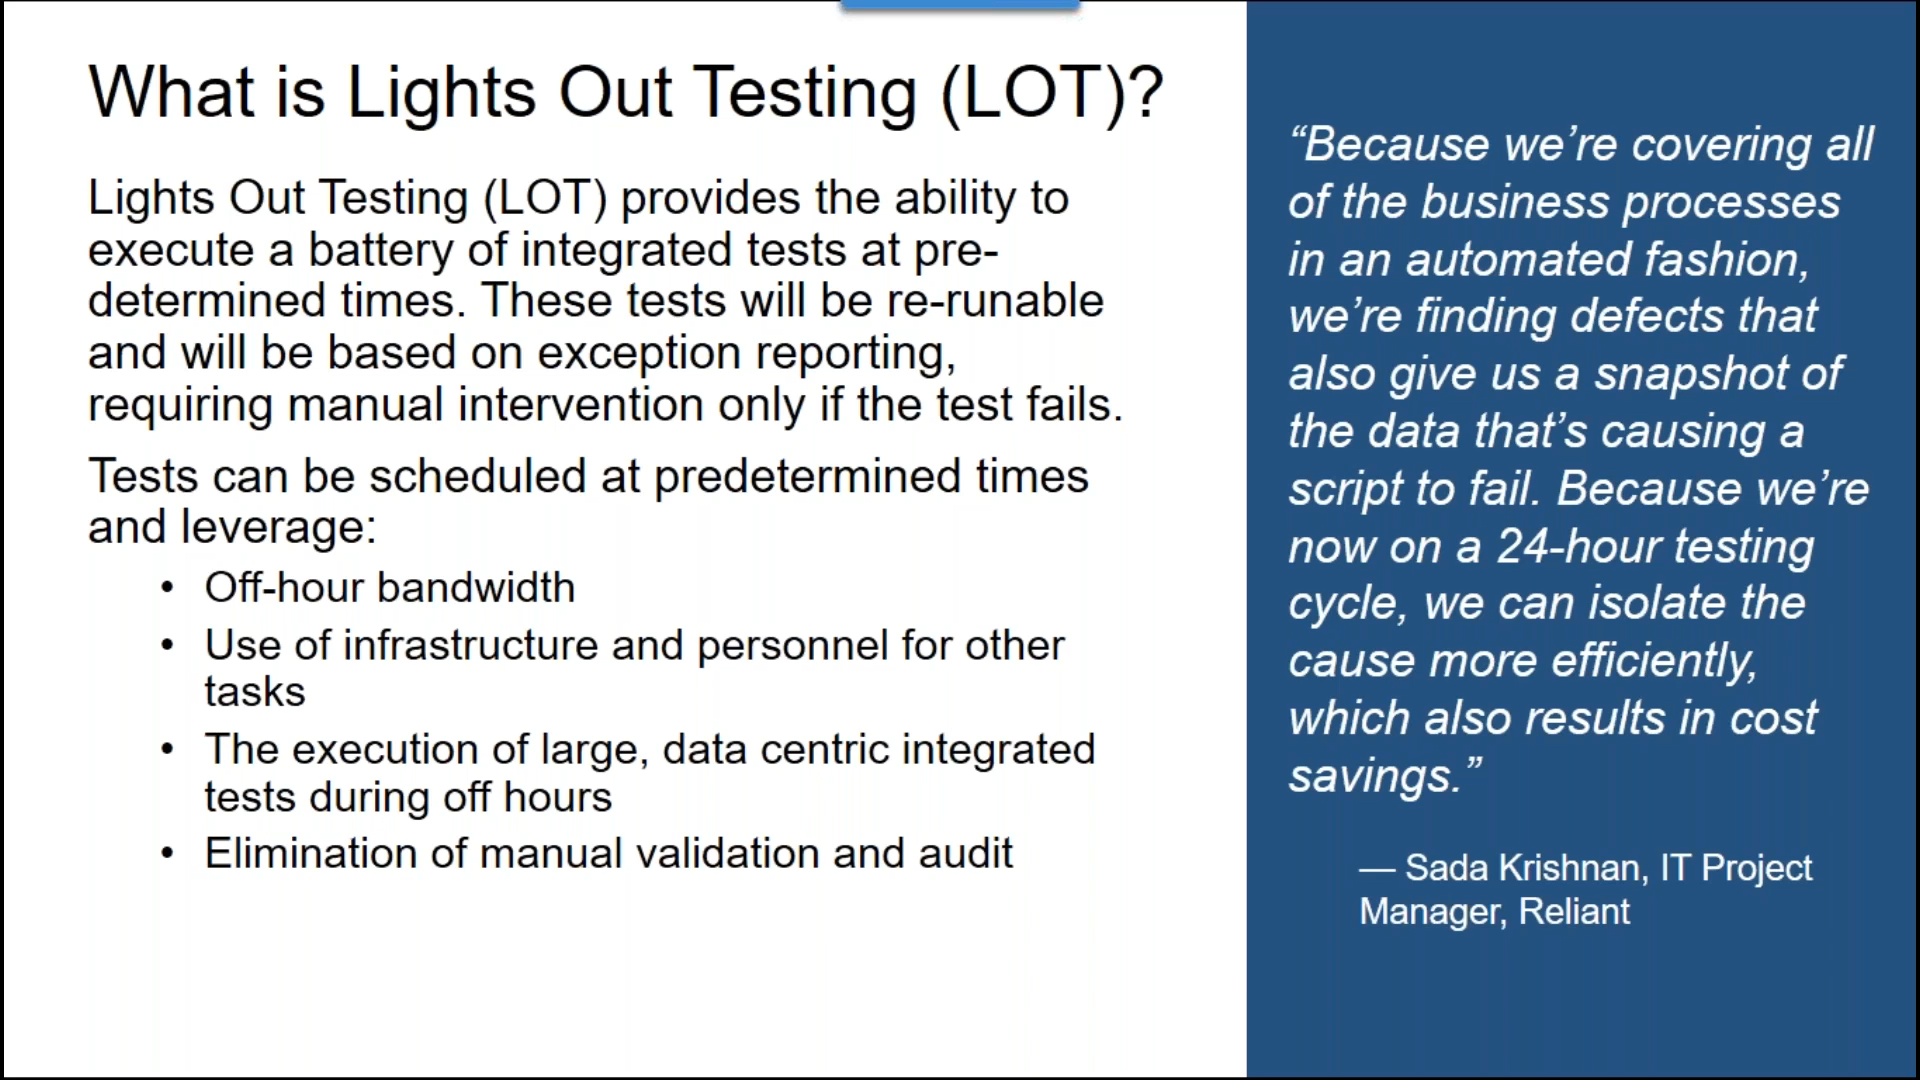 What is Lights Out Testing (LOT)?
Lights Out Testing (LOT) provides the ability to
execute a battery of integrated tests at pre-
determined times. These tests will be re-runable
and will be based on exception reporting,
requiring manual intervention only if the test fails.
Tests can be scheduled at predetermined times
and leverage:
• Off-hour bandwidth
• Use of infrastructure and personnel for other
tasks
• The execution of large, data centric integrated
tests during off hours
• Elimination of manual validation and audit
“Because we’re covering all
of the business processes
in an automated fashion,
we’re finding defects that
also give us a snapshot of
the data that’s causing a
script to fail. Because we’re
now on a 24-hour testing
cycle, we can isolate the
cause more efficiently,
which also results in cost
savings.”
— Sada Krishnan, IT Project
Manager, Reliant